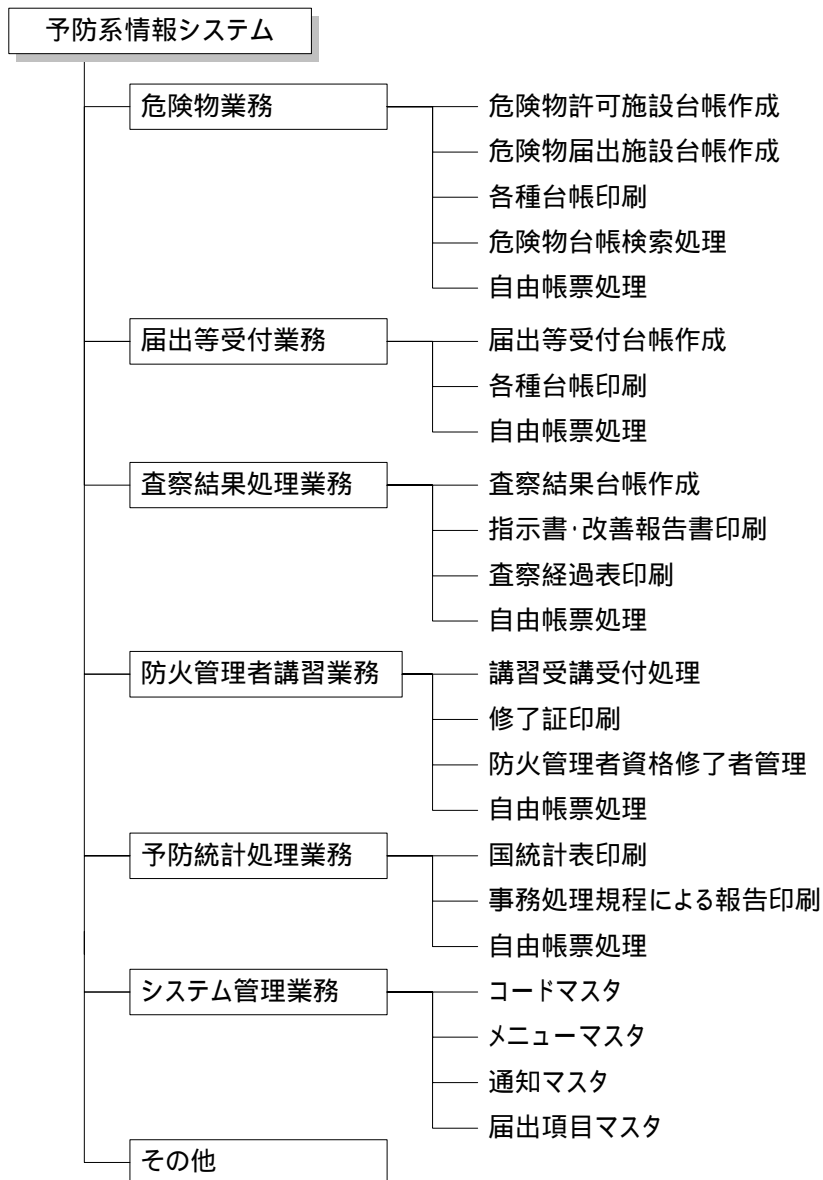 予防系情報システム
危険物業務
危険物許可施設台帳作成
危険物届出施設台帳作成
各種台帳印刷
危険物台帳検索処理
自由帳票処理
届出等受付業務
届出等受付台帳作成
各種台帳印刷
自由帳票処理
査察結果処理業務
査察結果台帳作成
指示書・改善報告書印刷
査察経過表印刷
自由帳票処理
防火管理者講習業務
講習受講受付処理
修了証印刷
防火管理者資格修了者管理
自由帳票処理
予防統計処理業務
国統計表印刷
事務処理規程による報告印刷
自由帳票処理
システム管理業務
コードマスタ
メニューマスタ
通知マスタ
届出項目マスタ
その他